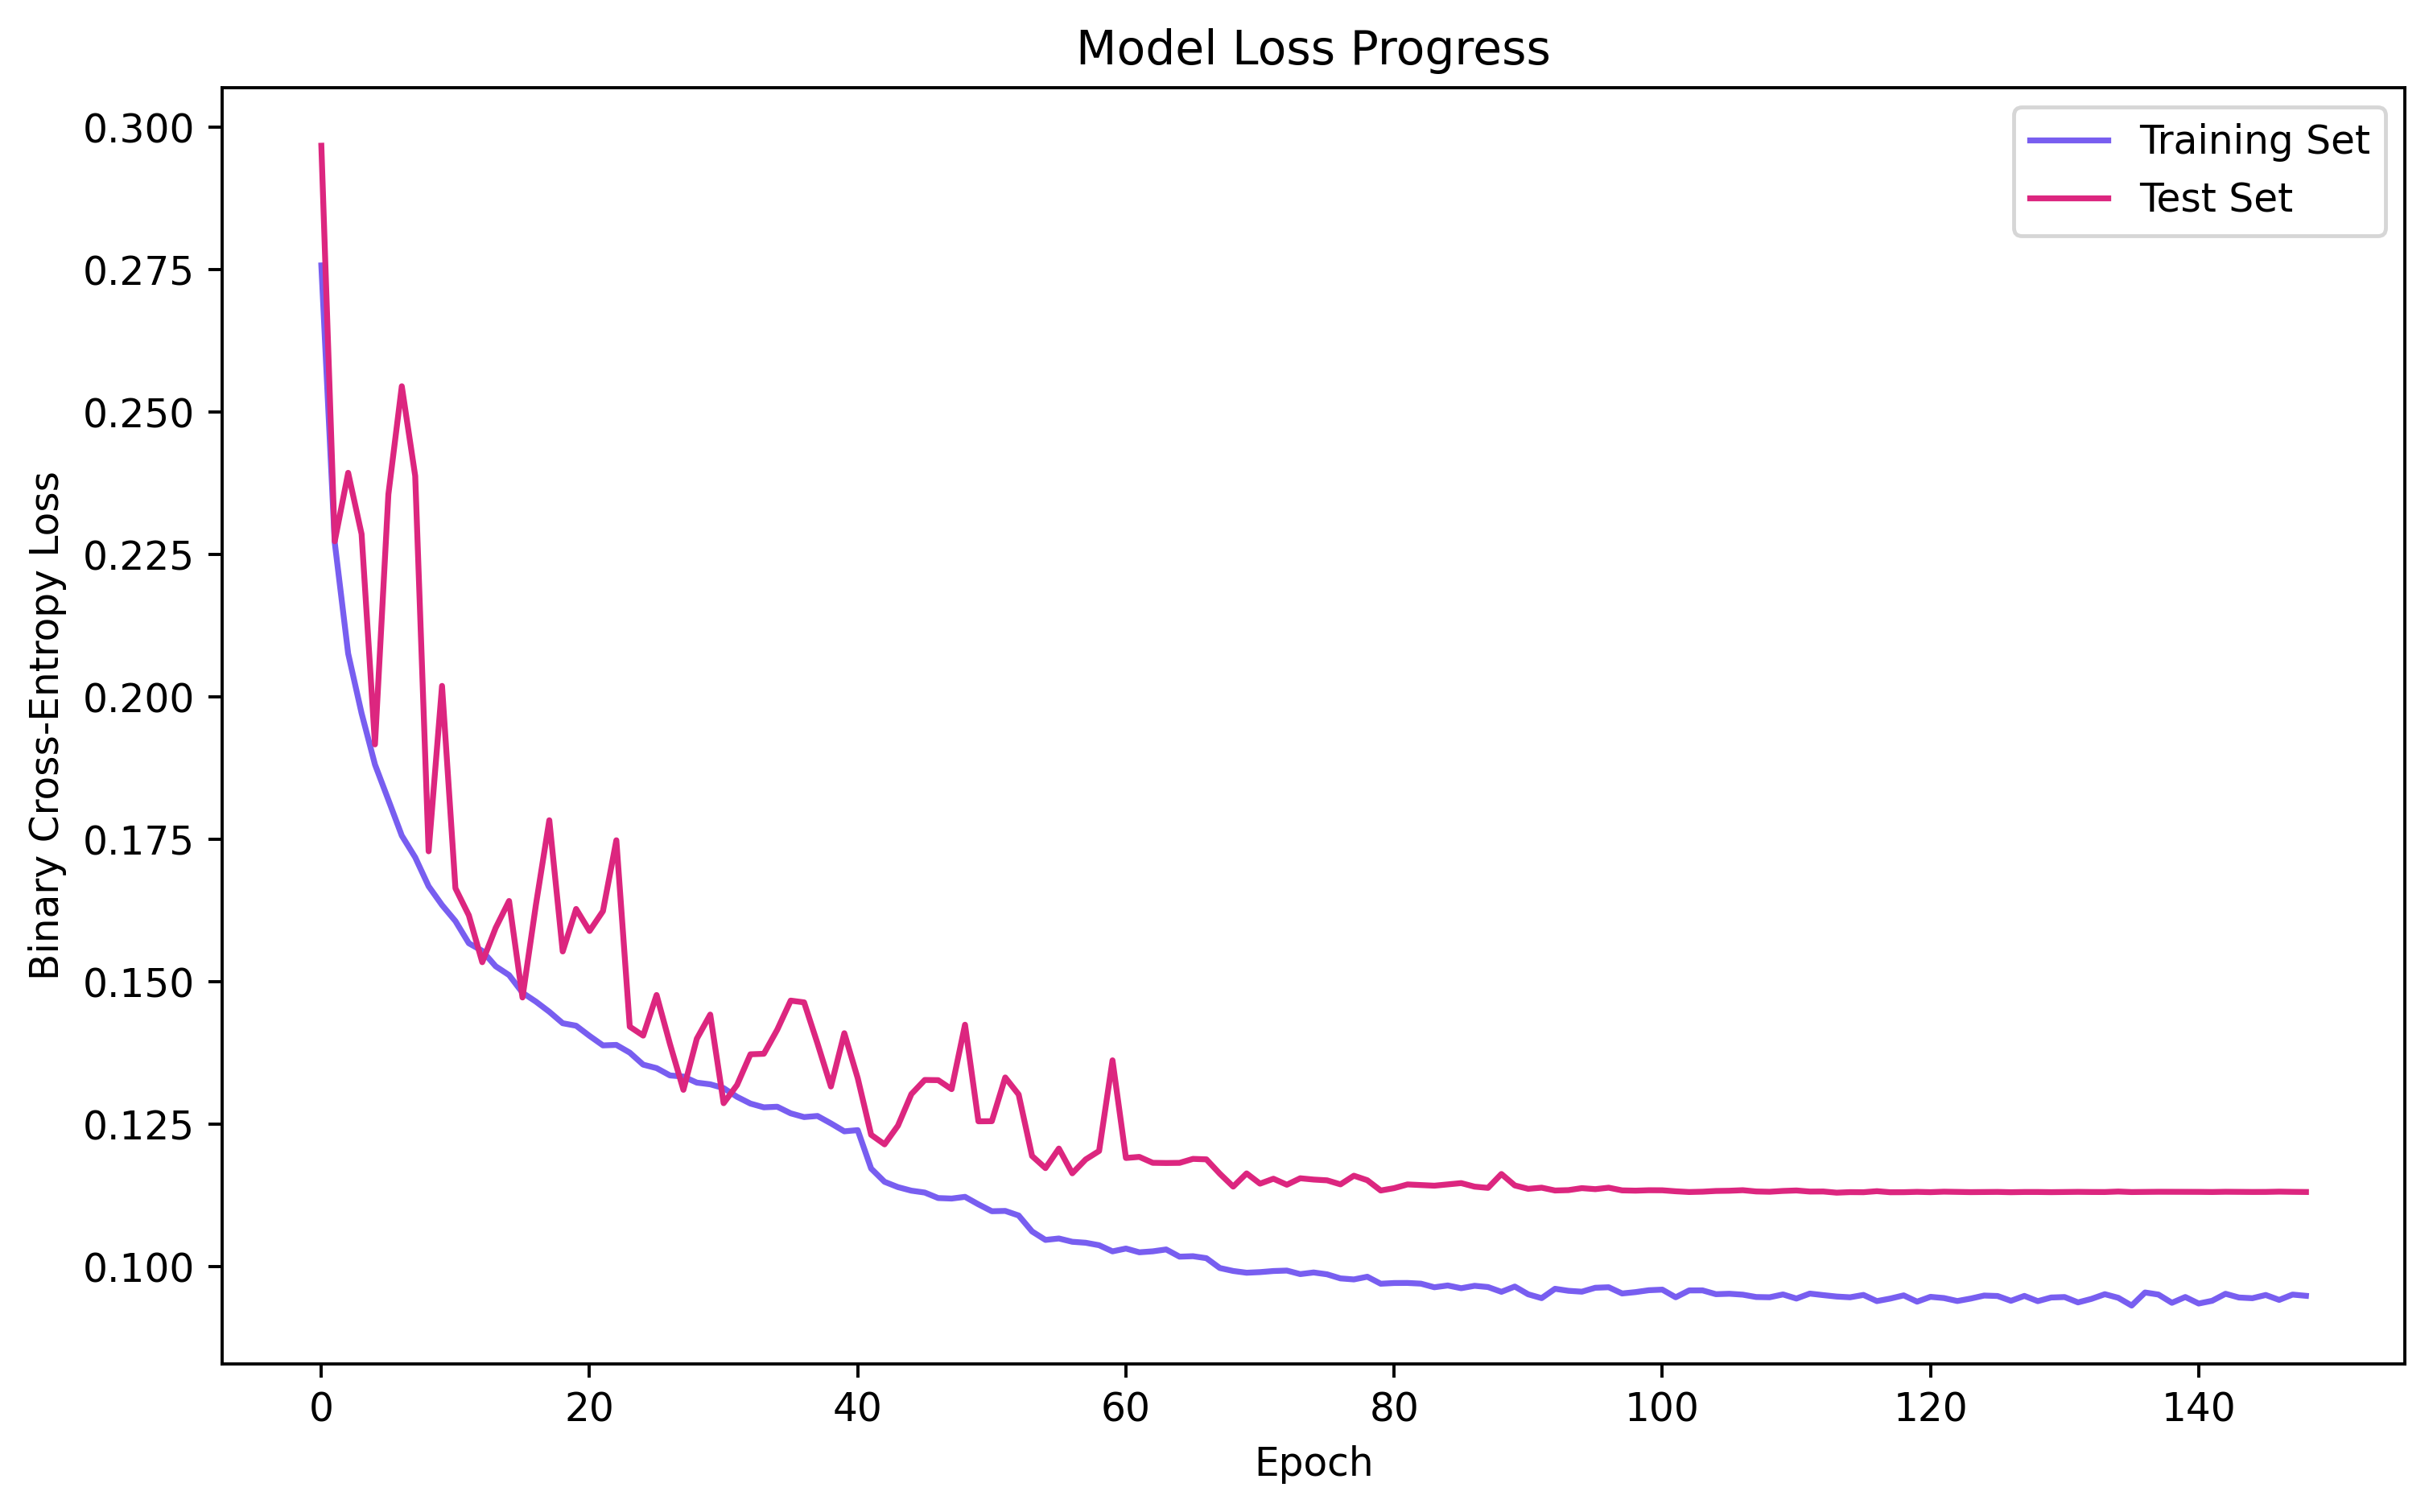 Model Loss Progress
Training Set
Test Set
Binary Cross-Entropy Loss
0.300
0.275
0.250
0.225
0.200
0.175
0.150
0.125
0.100
0 20 40 60 80 100 120 140
Epoch